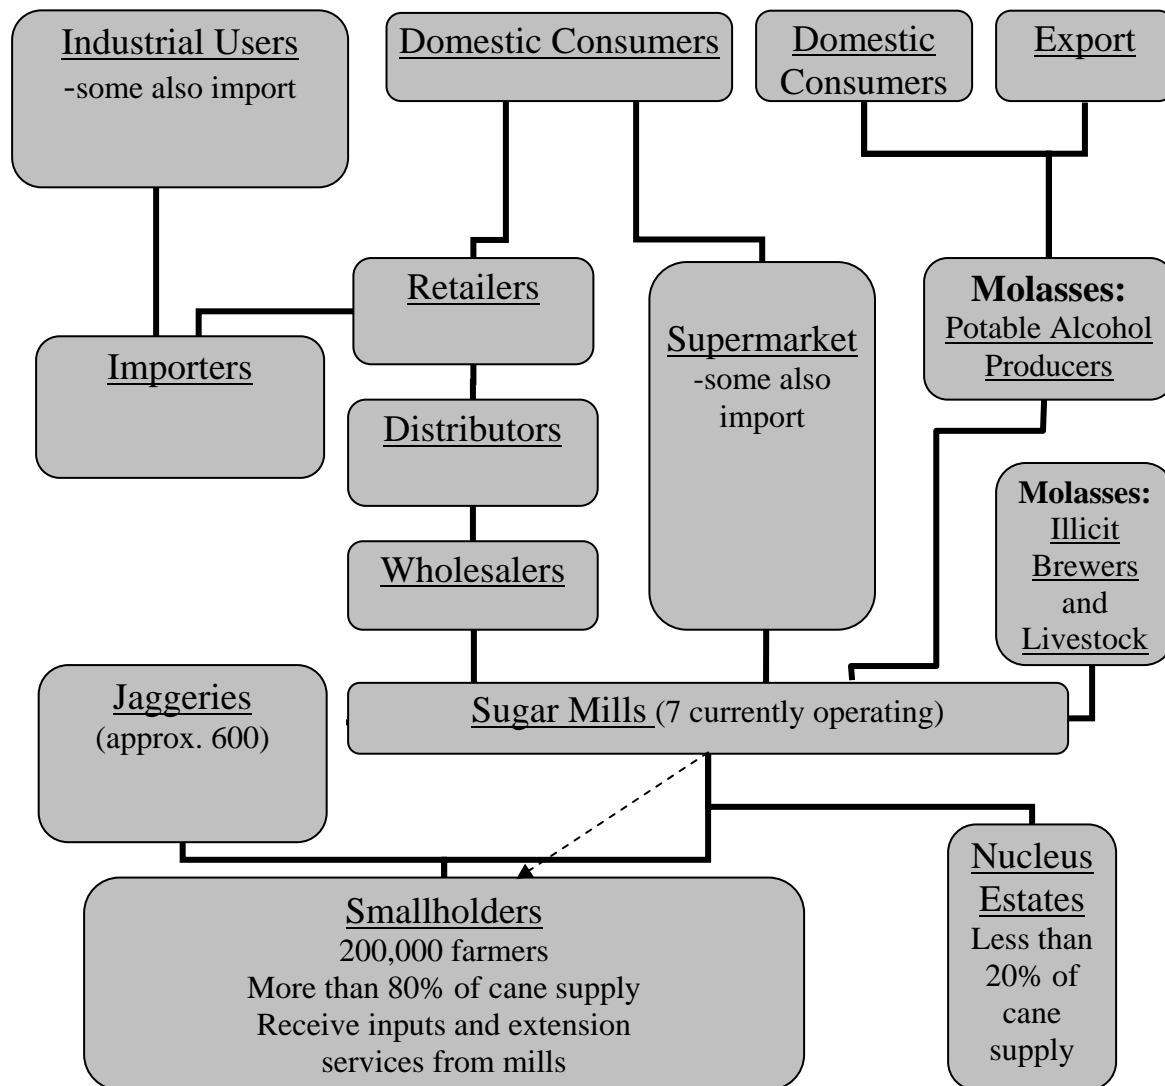 Industrial Users
-some also import
Domestic Consumers
Domestic
Consumers
Export
Retailers
Importers
Supermarket
-some also
import
Molasses:
Potable Alcohol
Producers
Distributors
Wholesalers
Molasses:
Illicit
Brewers
and
Livestock
Jaggeries
(approx. 600)
Sugar Mills (7 currently operating)
Smallholders
200,000 farmers
More than 80% of cane supply
Receive inputs and extension
services from mills
Nucleus
Estates
Less than
20% of
cane
supply